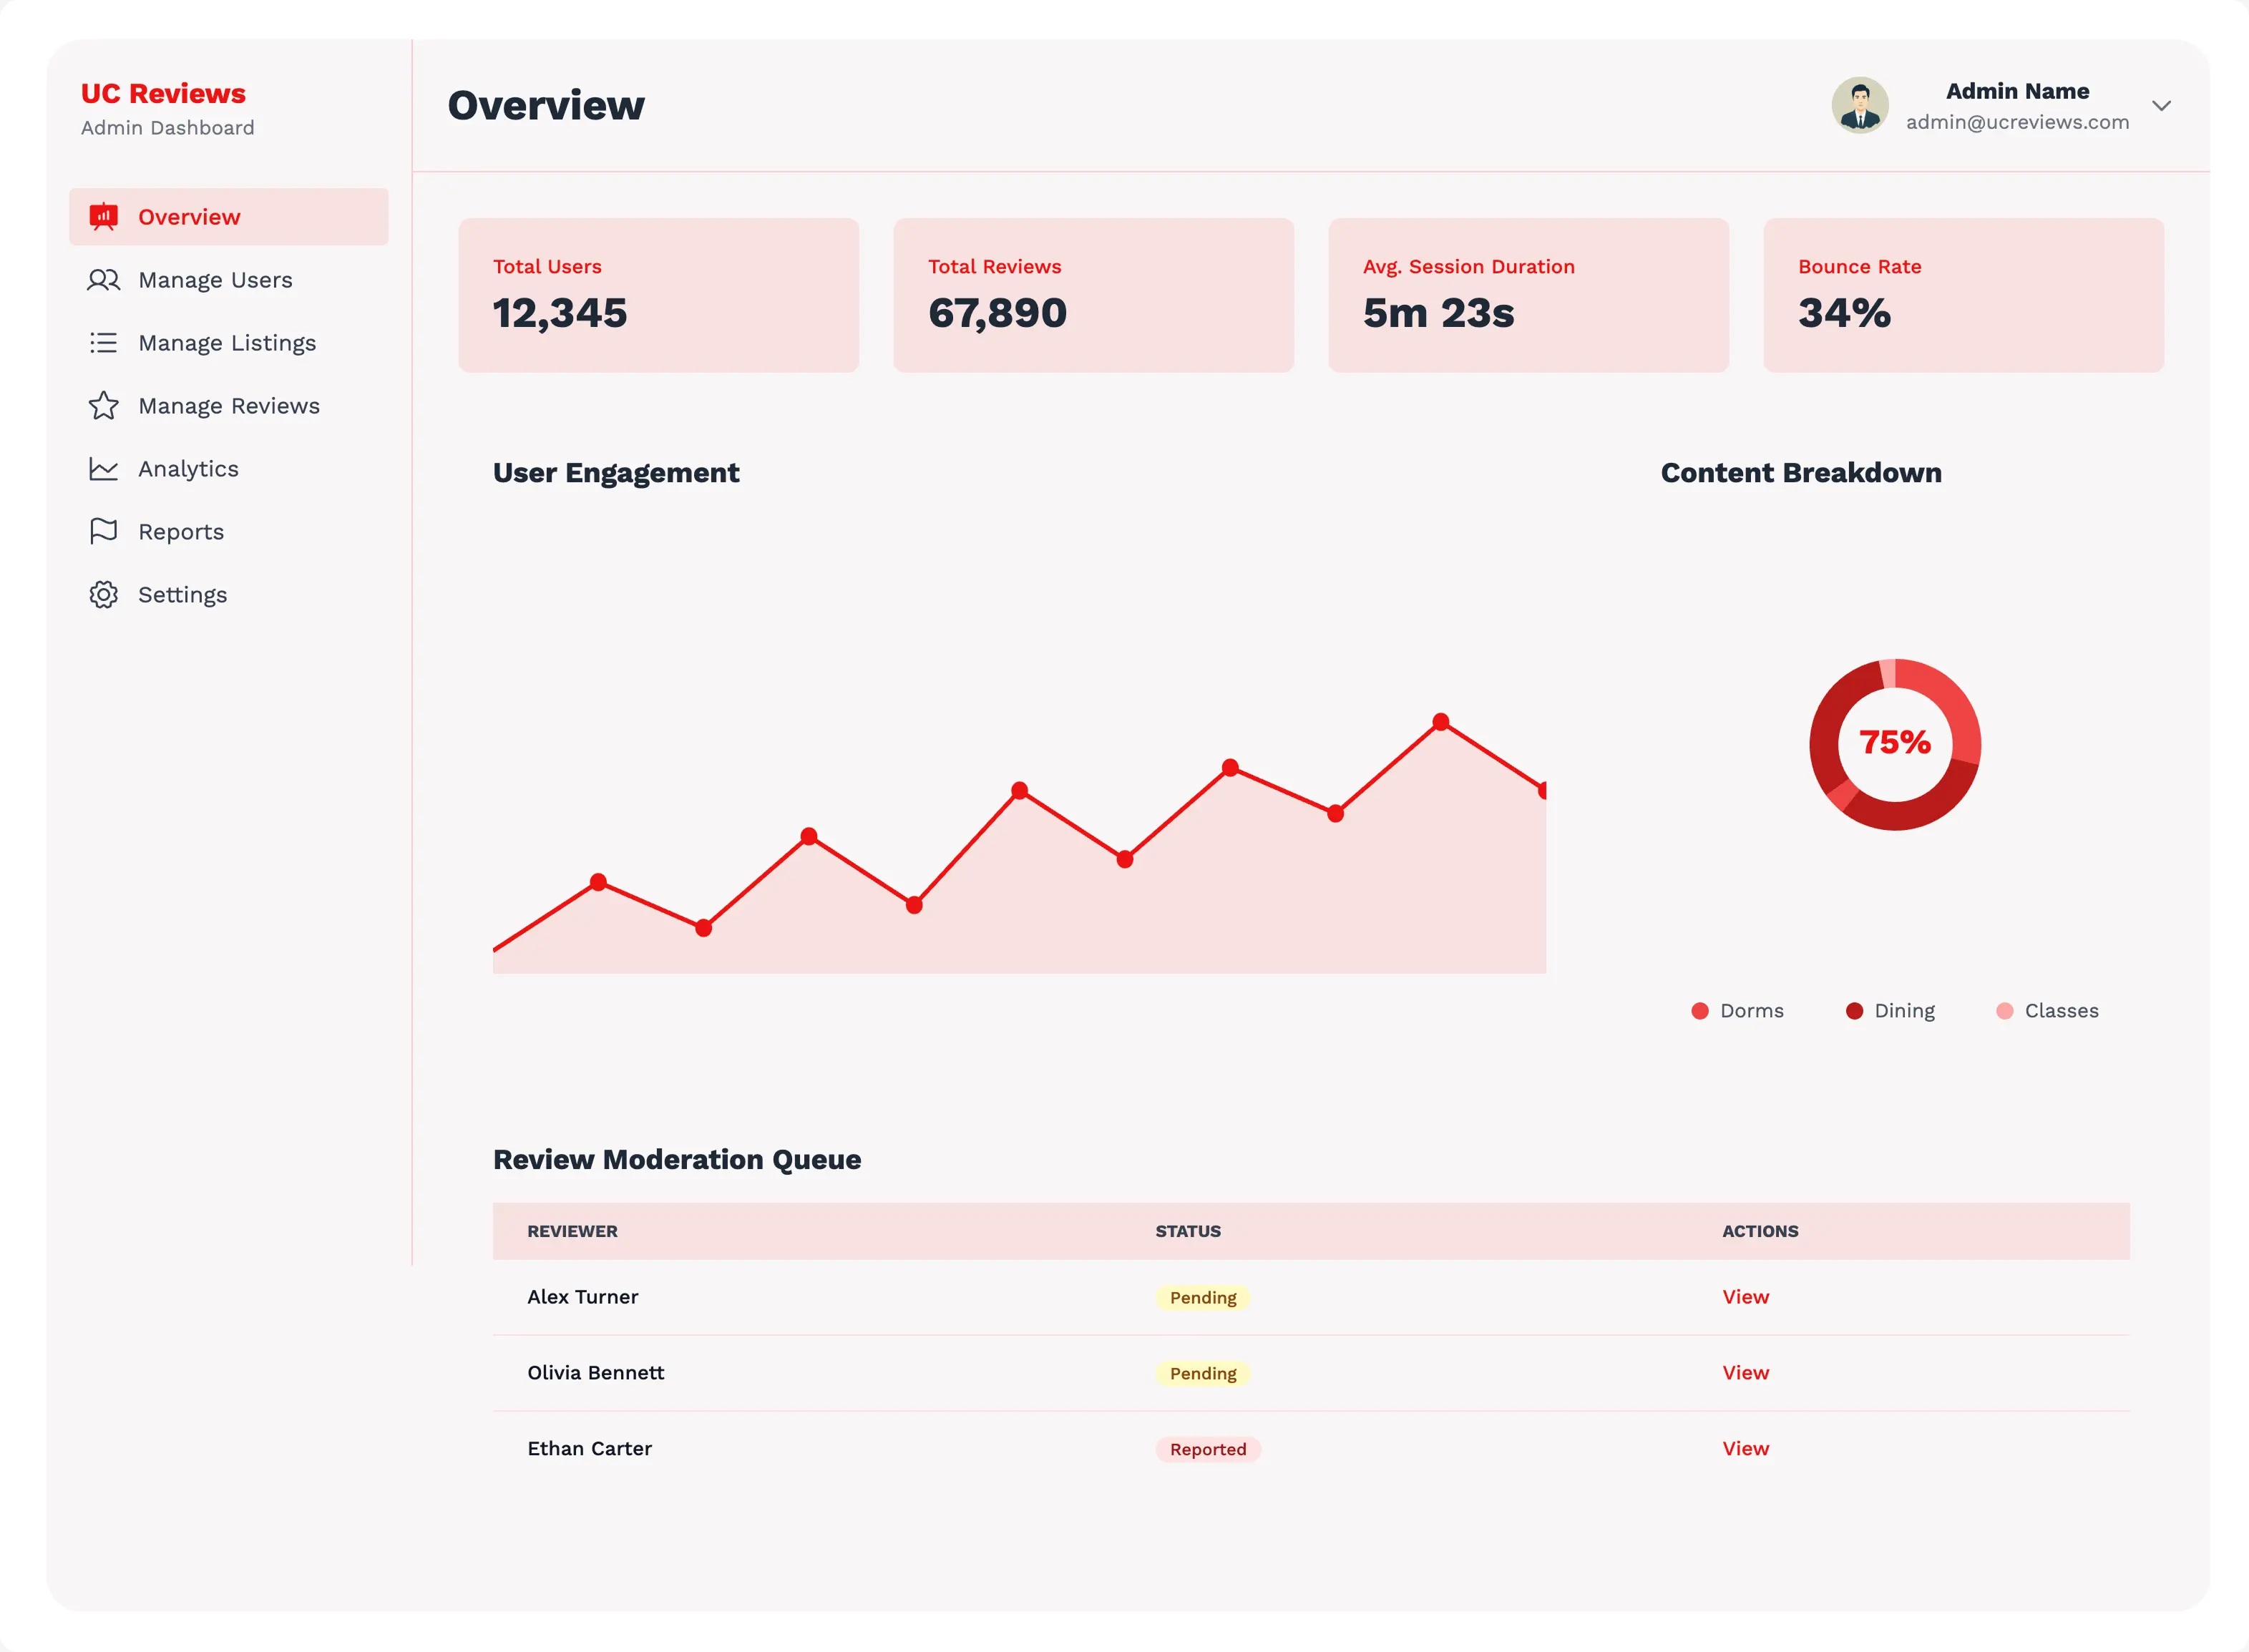 UC Reviews
Admin Dashboard
Overview
Manage Users
Manage Listings
Manage Reviews
Analytics
Reports
Settings
Overview
Admin Name
admin@ucreviews.com
Total Users
12,345
Total Reviews
67,890
Avg. Session Duration
5m 23s
Bounce Rate
34%
User Engagement
Content Breakdown
75%
Dorms
Dining
Classes
Review Moderation Queue
REVIEWER STATUS ACTIONS
Alex Turner Pending View
Olivia Bennett Pending View
Ethan Carter Reported View